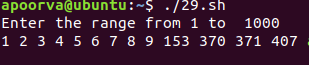 apoorva@ubuntu:~$ ./29.sh
Enter the range from 1 to  1000
1 2 3 4 5 6 7 8 9 153 370 371 407